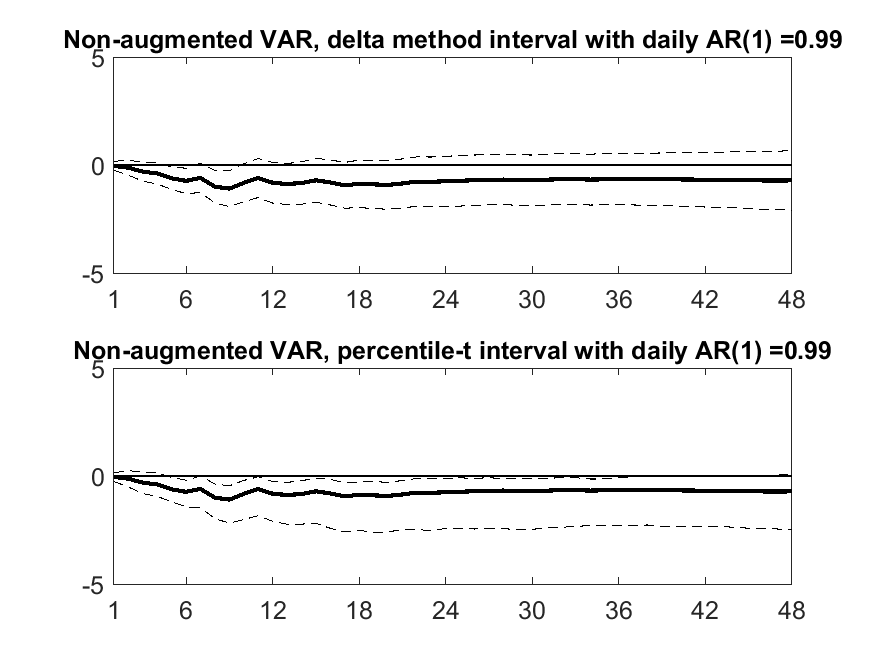 Non-augmented VAR, delta method interval with daily AR(1) =0.99
5
0
-5
1 6 12 18 24 30 36 42 48
Non-augmented VAR, percentile-t interval with daily AR(1) =0.99
5
0
-5
1 6 12 18 24 30 36 42 48